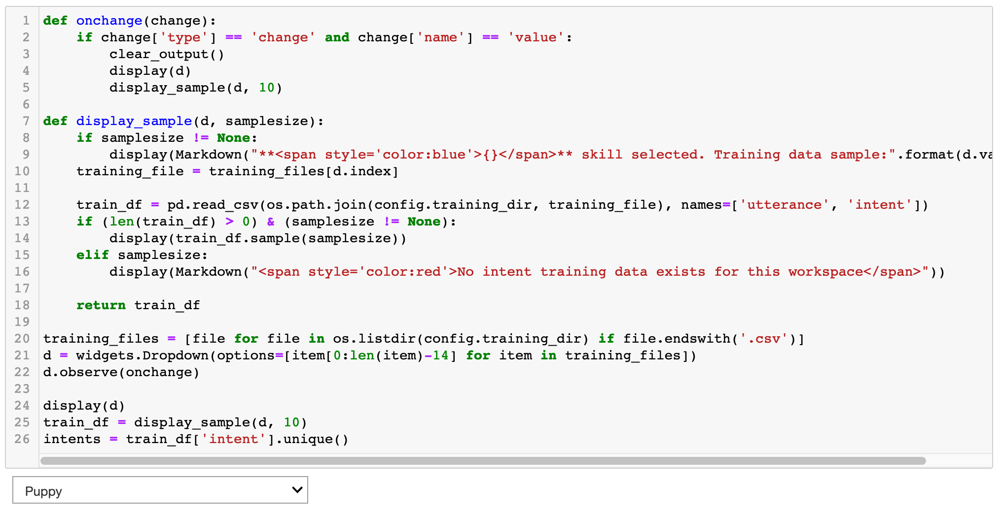 1 def onchange(change):
2     if change['type'] == 'change' and change['name'] == 'value':
3         clear_output()
4         display(d)
5         display_sample(d, 10)
6
7 def display_sample(d, samplesize):
8     if samplesize != None:
9         display(Markdown("**<span style='color:blue'>{}</span>** skill selected. Training data sample:".format(d.va
10     training_file = training_files[d.index]
11
12     train_df = pd.read_csv(os.path.join(config.training_dir, training_file), names=['utterance', 'intent'])
13     if (len(train_df) > 0) & (samplesize != None):
14         display(train_df.sample(samplesize))
15     elif samplesize:
16         display(Markdown("<span style='color:red'>No intent training data exists for this workspace</span>"))
17
18     return train_df
19
20 training_files = [file for file in os.listdir(config.training_dir) if file.endswith('.csv')]
21 d = widgets.Dropdown(options=[item[0:len(item)-14] for item in training_files])
22 d.observe(onchange)
23
24 display(d)
25 train_df = display_sample(d, 10)
26 intents = train_df['intent'].unique()
Puppy